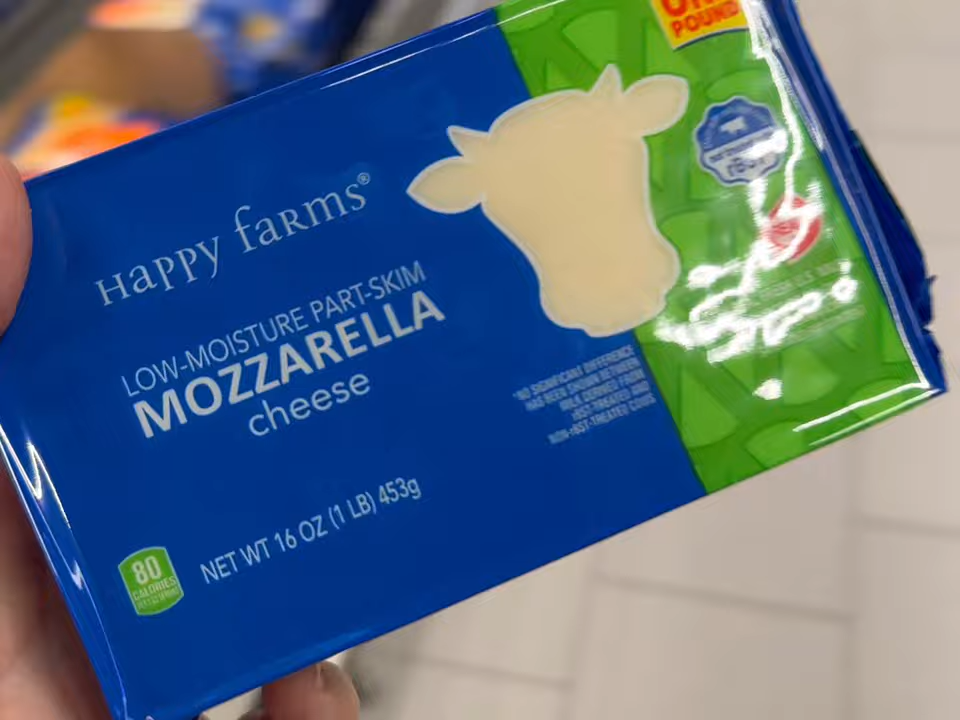 POUND
HAPPY farms®
LOW-MOISTURE PART-SKIM
MOZZARELLA
cheese
*NO SIGNIFICANT DIFFERENCE
HAS BEEN SHOWN BETWEEN
MILK DERIVED FROM
rBST-TREATED AND
NON-rBST-TREATED COWS
NET WT 16 OZ (1 LB) 453g
80
CALORIES